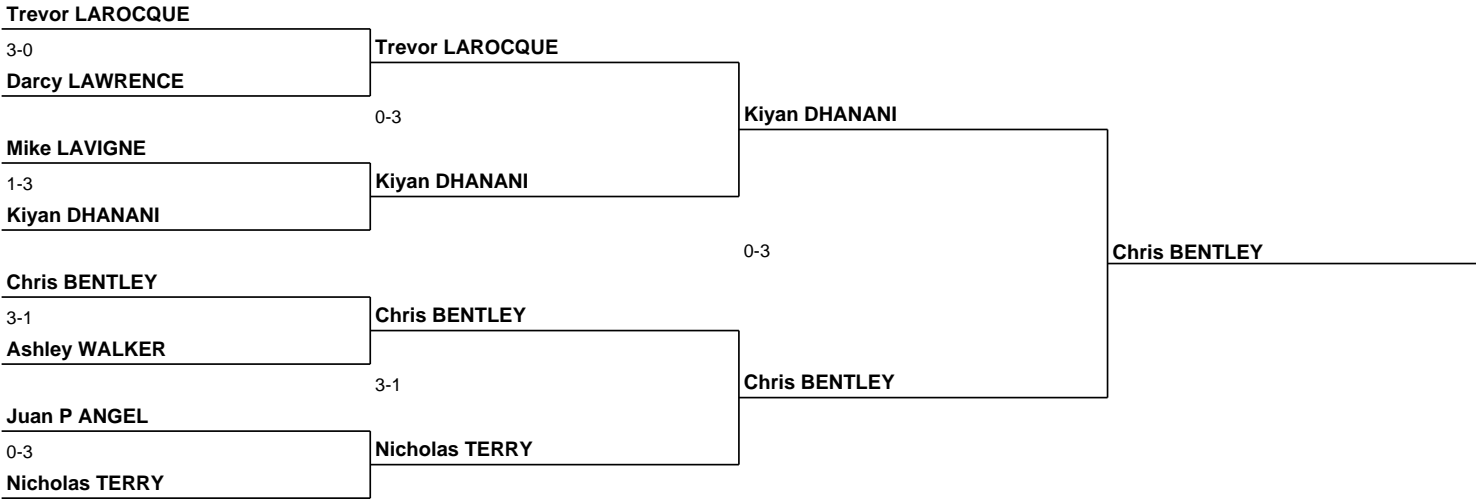 Trevor LAROCQUE
3-0
Trevor LAROCQUE
Darcy LAWRENCE
0-3
Kiyan DHANANI
Mike LAVIGNE
1-3
Kiyan DHANANI
Kiyan DHANANI
0-3
Chris BENTLEY
Chris BENTLEY
3-1
Chris BENTLEY
Ashley WALKER
3-1
Chris BENTLEY
Juan P ANGEL
0-3
Nicholas TERRY
Nicholas TERRY